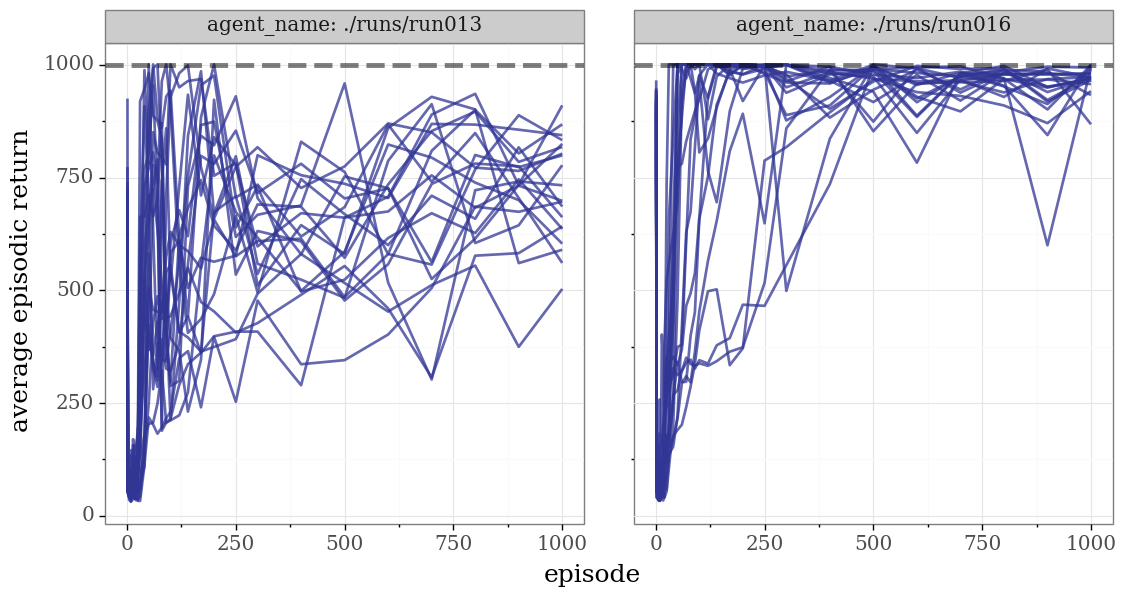 agent_name: ./runs/run013
agent_name: ./runs/run016
average episodic return
1000
750
500
250
0
0 250 500 750 1000
0 250 500 750 1000
episode